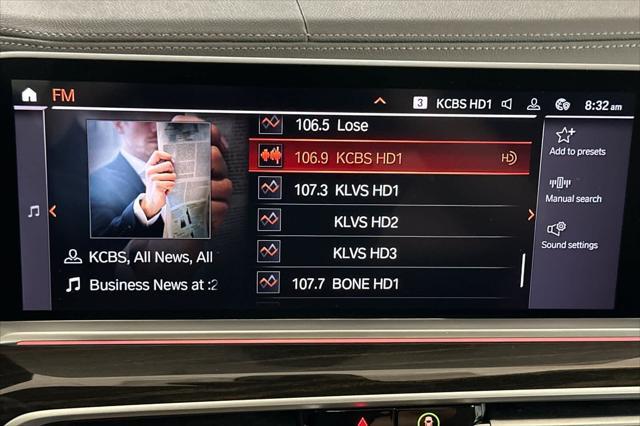 FM
3 KCBS HD1 8:32 am
106.5 Lose
106.9 KCBS HD1 HD
107.3 KLVS HD1
KLVS HD2
KLVS HD3
107.7 BONE HD1
KCBS, All News, All
Business News at :2
Add to presets
Manual search
Sound settings